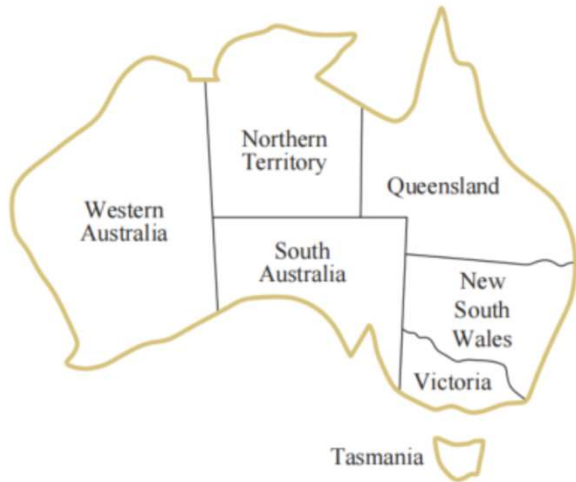 Northern
Territory
Queensland
Western
Australia
South
Australia
New
South
Wales
Victoria
Tasmania